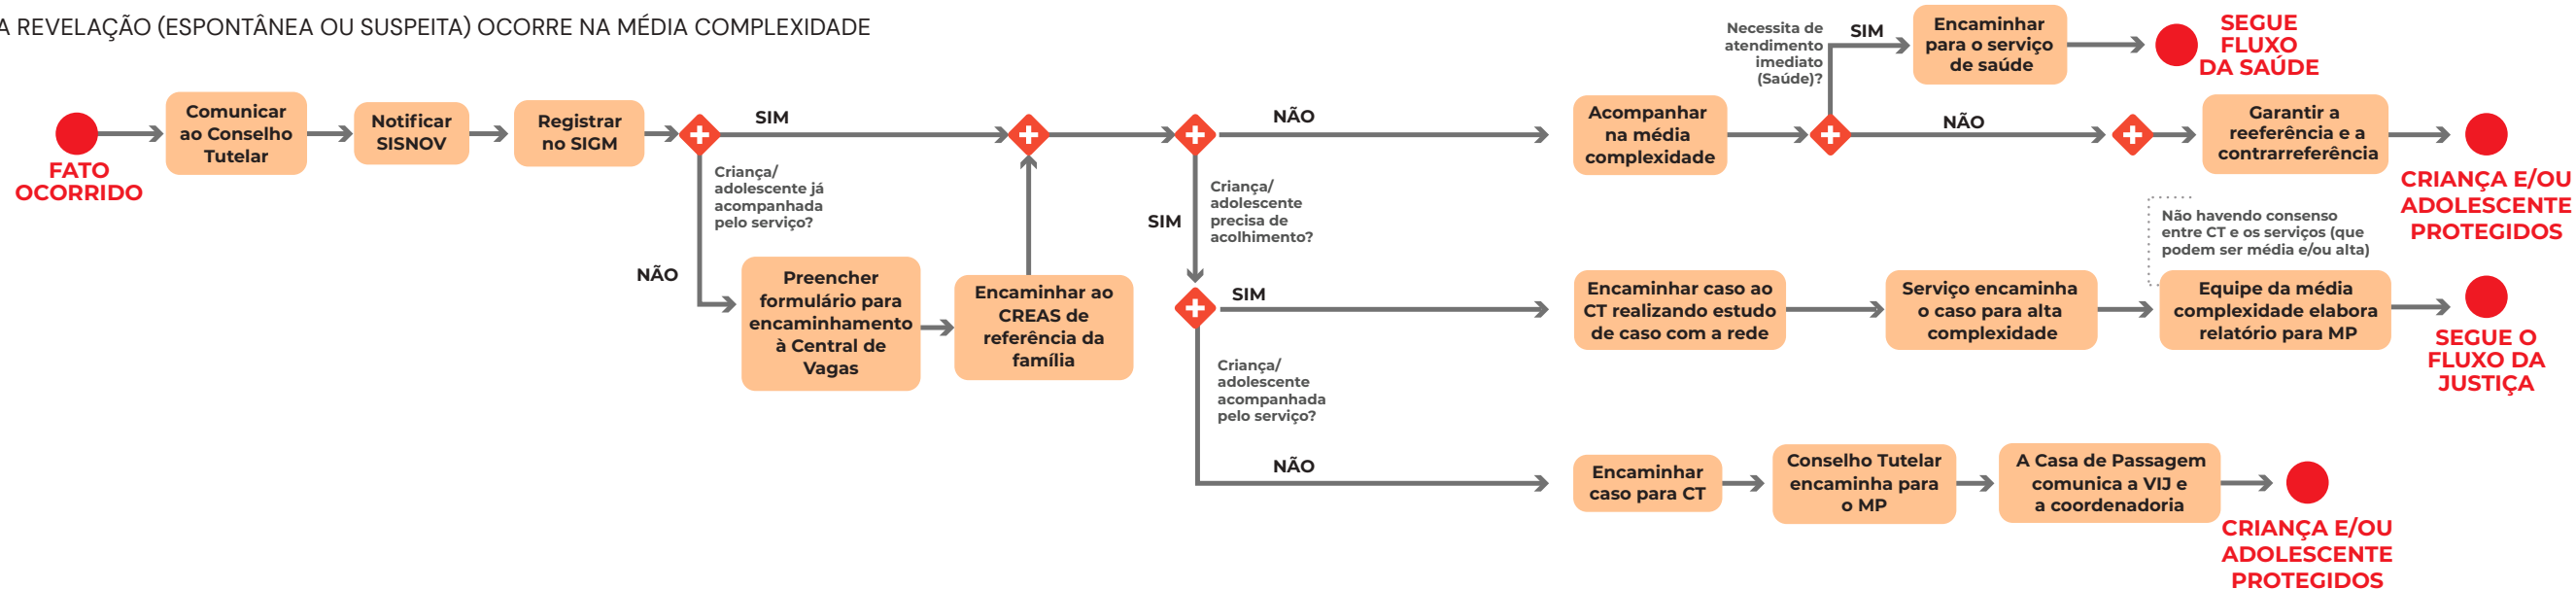 A REVELAÇÃO (ESPONTÂNEA OU SUSPEITA) OCORRE NA MÉDIA COMPLEXIDADE
FATO
OCORRIDO
Comunicar
ao Conselho
Tutelar
Notificar
SISNOV
Registrar
no SIGM
SIM
Criança/
adolescente já
acompanhada
pelo serviço?
NÃO
Preencher
formulário para
encaminhamento
à Central de
Vagas
Encaminhar ao
CREAS de
referência da
família
NÃO
SIM
Criança/
adolescente
precisa de
acolhimento?
Acompanhar
na média
complexidade
Necessita de
atendimento
imediato
(Saúde)?
SIM
Encaminhar
para o serviço
de saúde
SEGUE
FLUXO
DA SAÚDE
NÃO
Garantir a
reeferência e a
contrarreferência
CRIANÇA E/OU
ADOLESCENTE
PROTEGIDOS
SIM
Criança/
adolescente
acompanhada
pelo serviço?
Encaminhar caso ao
CT realizando estudo
de caso com a rede
Serviço encaminha
o caso para alta
complexidade
Não havendo consenso
entre CT e os serviços (que
podem ser média e/ou alta)
Equipe da média
complexidade elabora
relatório para MP
SEGUE O
FLUXO DA
JUSTIÇA
NÃO
Encaminhar
caso para CT
Conselho Tutelar
encaminha para
o MP
A Casa de Passagem
comunica a VIJ e
a coordenadoria
CRIANÇA E/OU
ADOLESCENTE
PROTEGIDOS